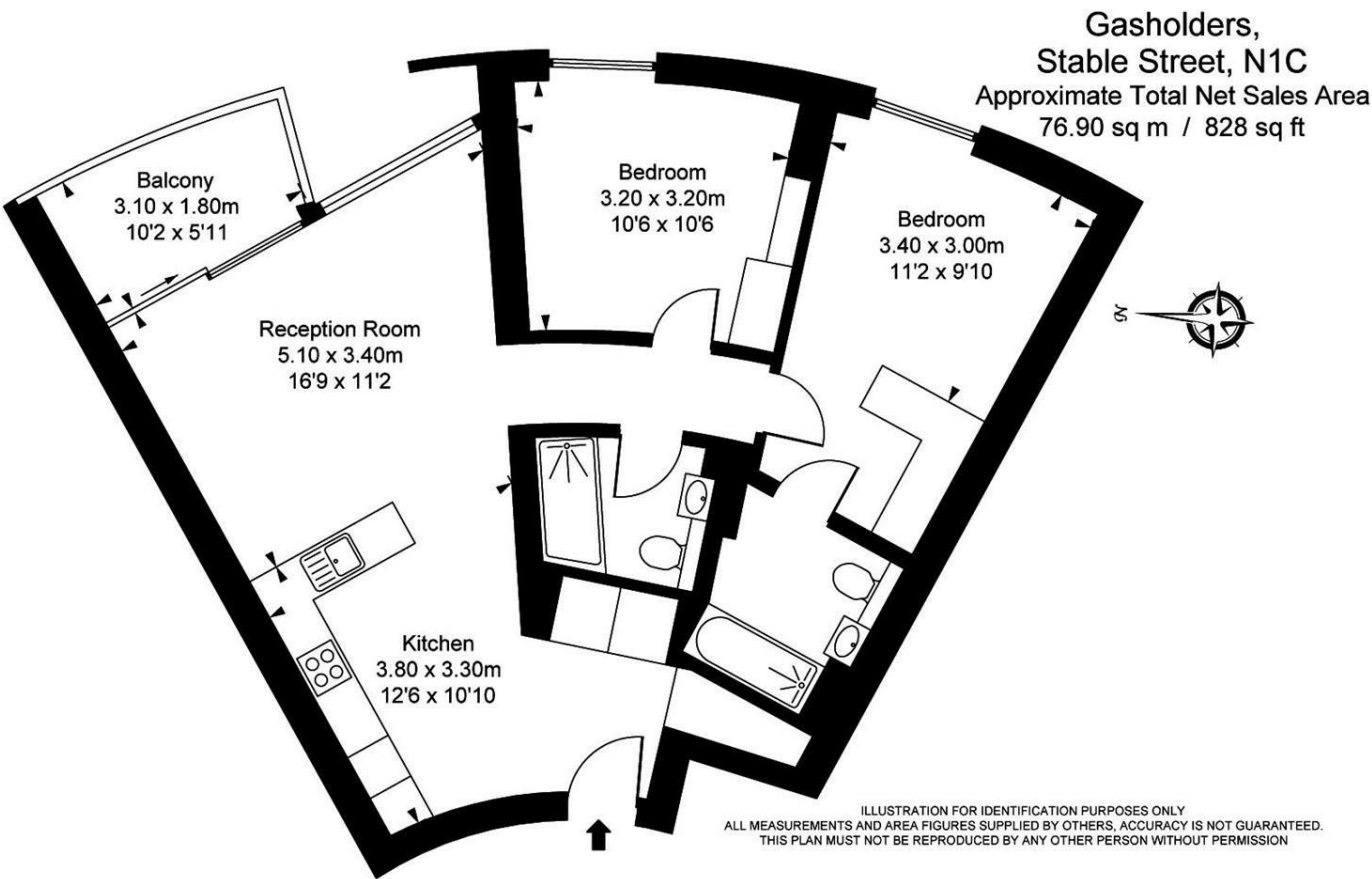 Gasholders,
Stable Street, N1C
Approximate Total Net Sales Area
76.90 sq m / 828 sq ft
Balcony
3.10 x 1.80m
10'2 x 5'11
Bedroom
3.20 x 3.20m
10'6 x 10'6
Bedroom
3.40 x 3.00m
11'2 x 9'10
N
Reception Room
5.10 x 3.40m
16'9 x 11'2
Kitchen
3.80 x 3.30m
12'6 x 10'10
ILLUSTRATION FOR IDENTIFICATION PURPOSES ONLY
ALL MEASUREMENTS AND AREA FIGURES SUPPLIED BY OTHERS, ACCURACY IS NOT GUARANTEED.
THIS PLAN MUST NOT BE REPRODUCED BY ANY OTHER PERSON WITHOUT PERMISSION